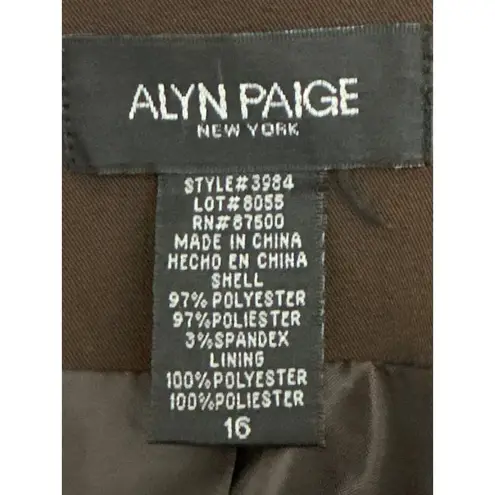 ALYN PAIGE
NEW YORK
STYLE#3984
LOT#8055
RN#87500
MADE IN CHINA
HECHO EN CHINA
SHELL
97%POLYESTER
97%POLIESTER
3%SPANDEX
LINING
100%POLYESTER
100%POLIESTER
16